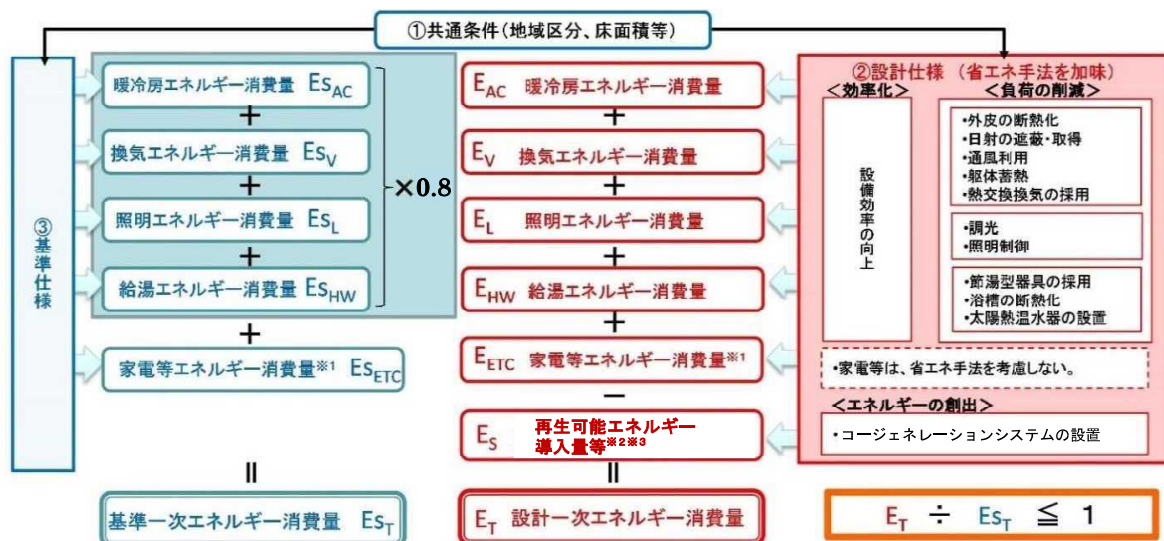 ①共通条件(地域区分、床面積等)
③基準仕様
暖冷房エネルギー消費量 EsAC
+
換気エネルギー消費量 EsV
+
照明エネルギー消費量 EsL
+
給湯エネルギー消費量 EsHW
×0.8
+
家電等エネルギー消費量※1 EsETC
=
基準一次エネルギー消費量 EsT
EAC 暖冷房エネルギー消費量
+
EV 換気エネルギー消費量
+
EL 照明エネルギー消費量
+
EHW 給湯エネルギー消費量
+
EETC 家電等エネルギー消費量※1
−
ES 再生可能エネルギー
導入量等※2※3
=
ET 設計一次エネルギー消費量
②設計仕様 (省エネ手法を加味)
<効率化>
設備効率の向上
<負荷の削減>
・外皮の断熱化
・日射の遮蔽・取得
・通風利用
・躯体蓄熱
・熱交換換気の採用
・調光
・照明制御
・節湯型器具の採用
・浴槽の断熱化
・太陽熱温水器の設置
・家電等は、省エネ手法を考慮しない。
<エネルギーの創出>
・コージェネレーションシステムの設置
ET ÷ EsT ≦ 1